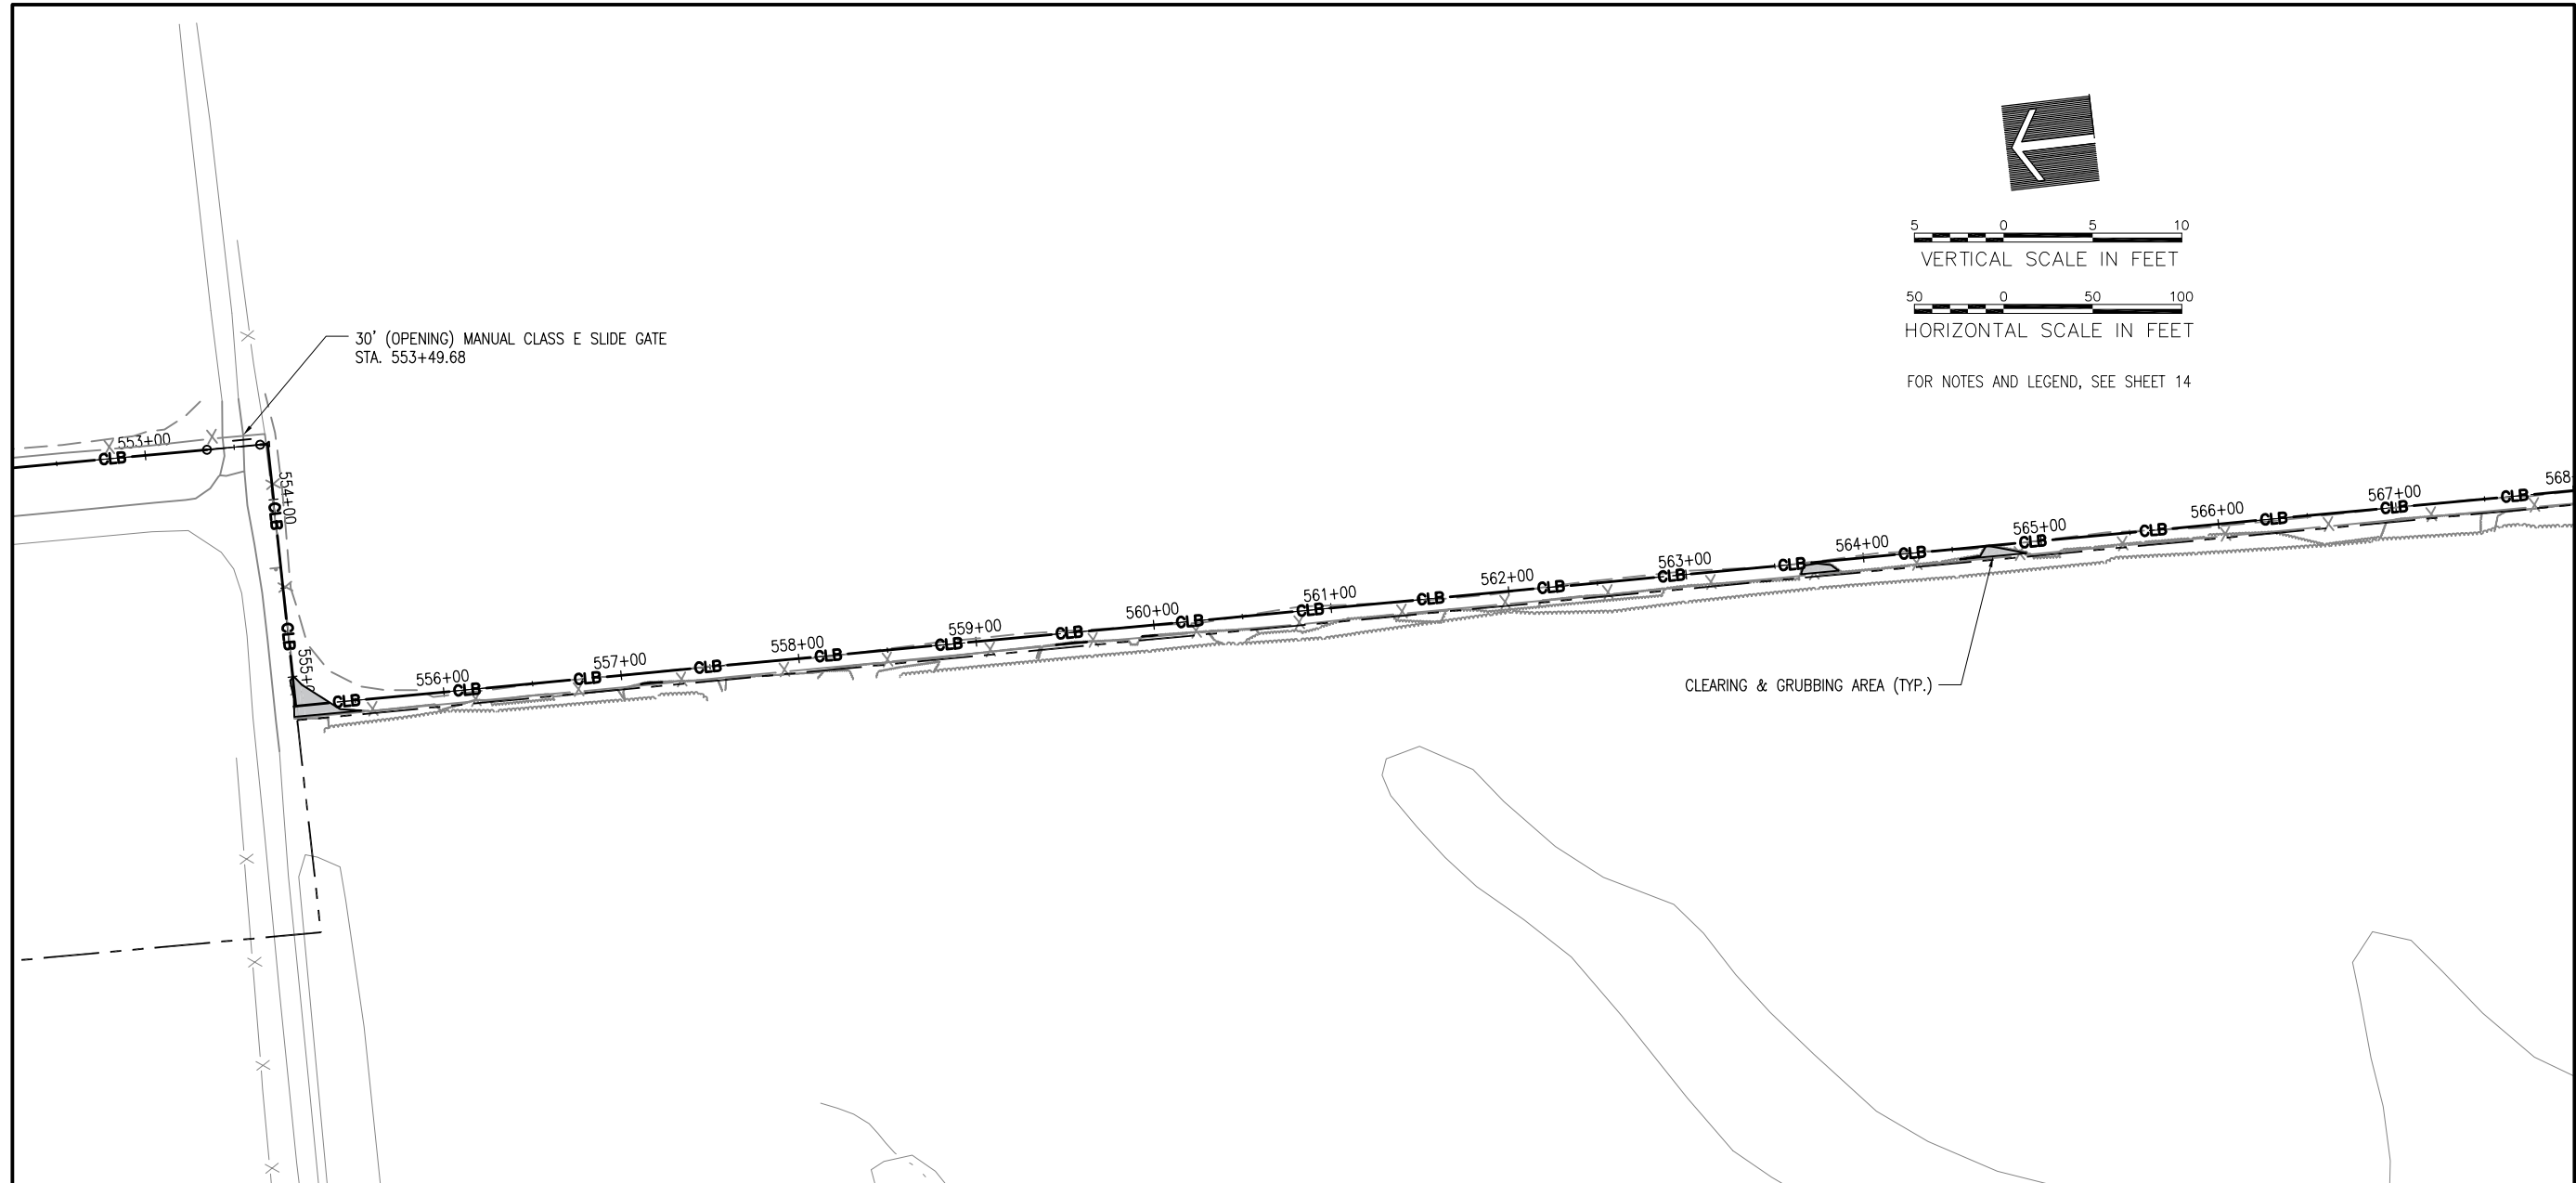 5 0 5 10
VERTICAL SCALE IN FEET
50 0 50 100
HORIZONTAL SCALE IN FEET
FOR NOTES AND LEGEND, SEE SHEET 14
30' (OPENING) MANUAL CLASS E SLIDE GATE
STA. 553+49.68
553+00
CLB
554+00
CLB
CLB
555+0
CLB
556+00
CLB
CLB
557+00
CLB
558+00
CLB
CLB
559+00
CLB
560+00
CLB
CLB
561+00
CLB
562+00
CLB
CLB
563+00
CLB
564+00
CLB
CLB
565+00
CLB
566+00
CLB
CLB
567+00
CLB
568
CLEARING & GRUBBING AREA (TYP.)